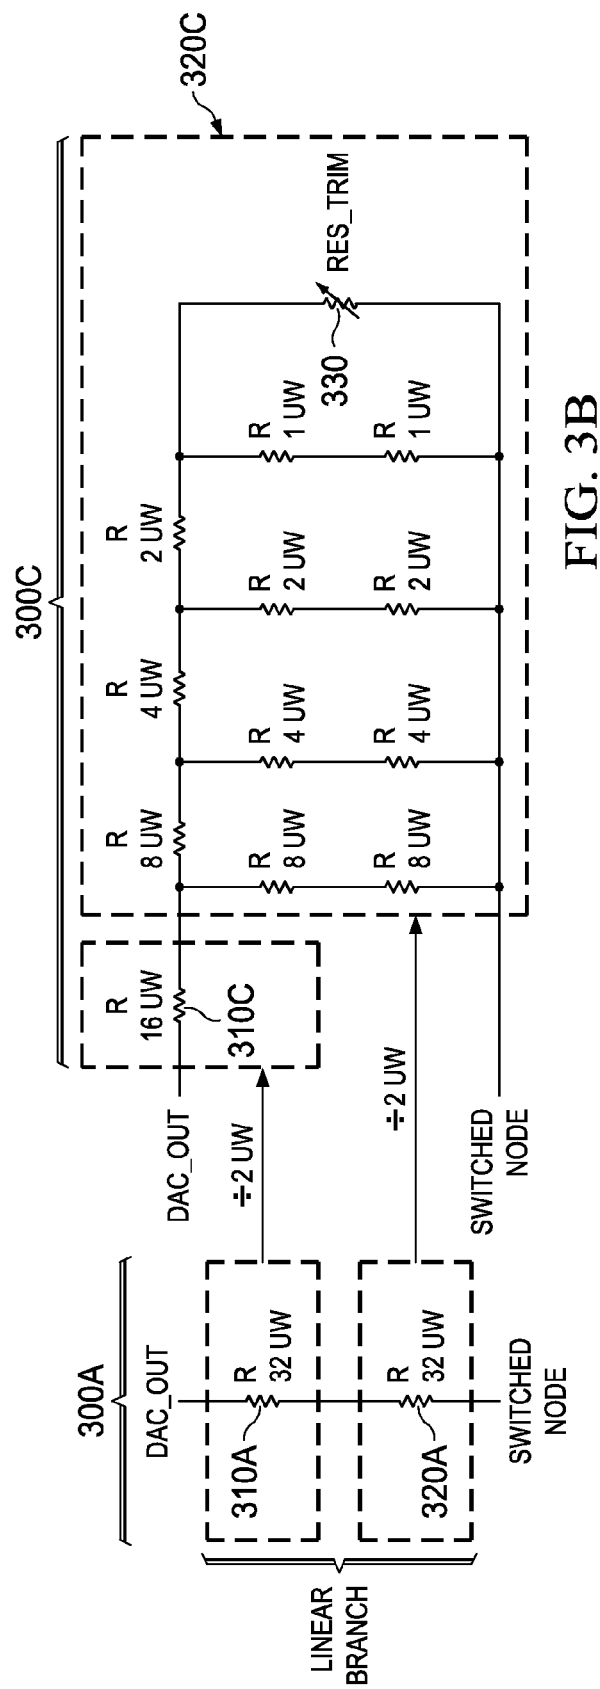 300A
DAC_OUT
R
32 UW
310A
R
32 UW
320A
SWITCHED
NODE
LINEAR
BRANCH
÷2 UW
÷2 UW
300C
DAC_OUT
R
16 UW
310C
SWITCHED
NODE
320C
R
8 UW
R
4 UW
R
2 UW
R
8 UW
R
4 UW
R
2 UW
R
1 UW
R
8 UW
R
4 UW
R
2 UW
R
1 UW
330
RES_TRIM
FIG. 3B